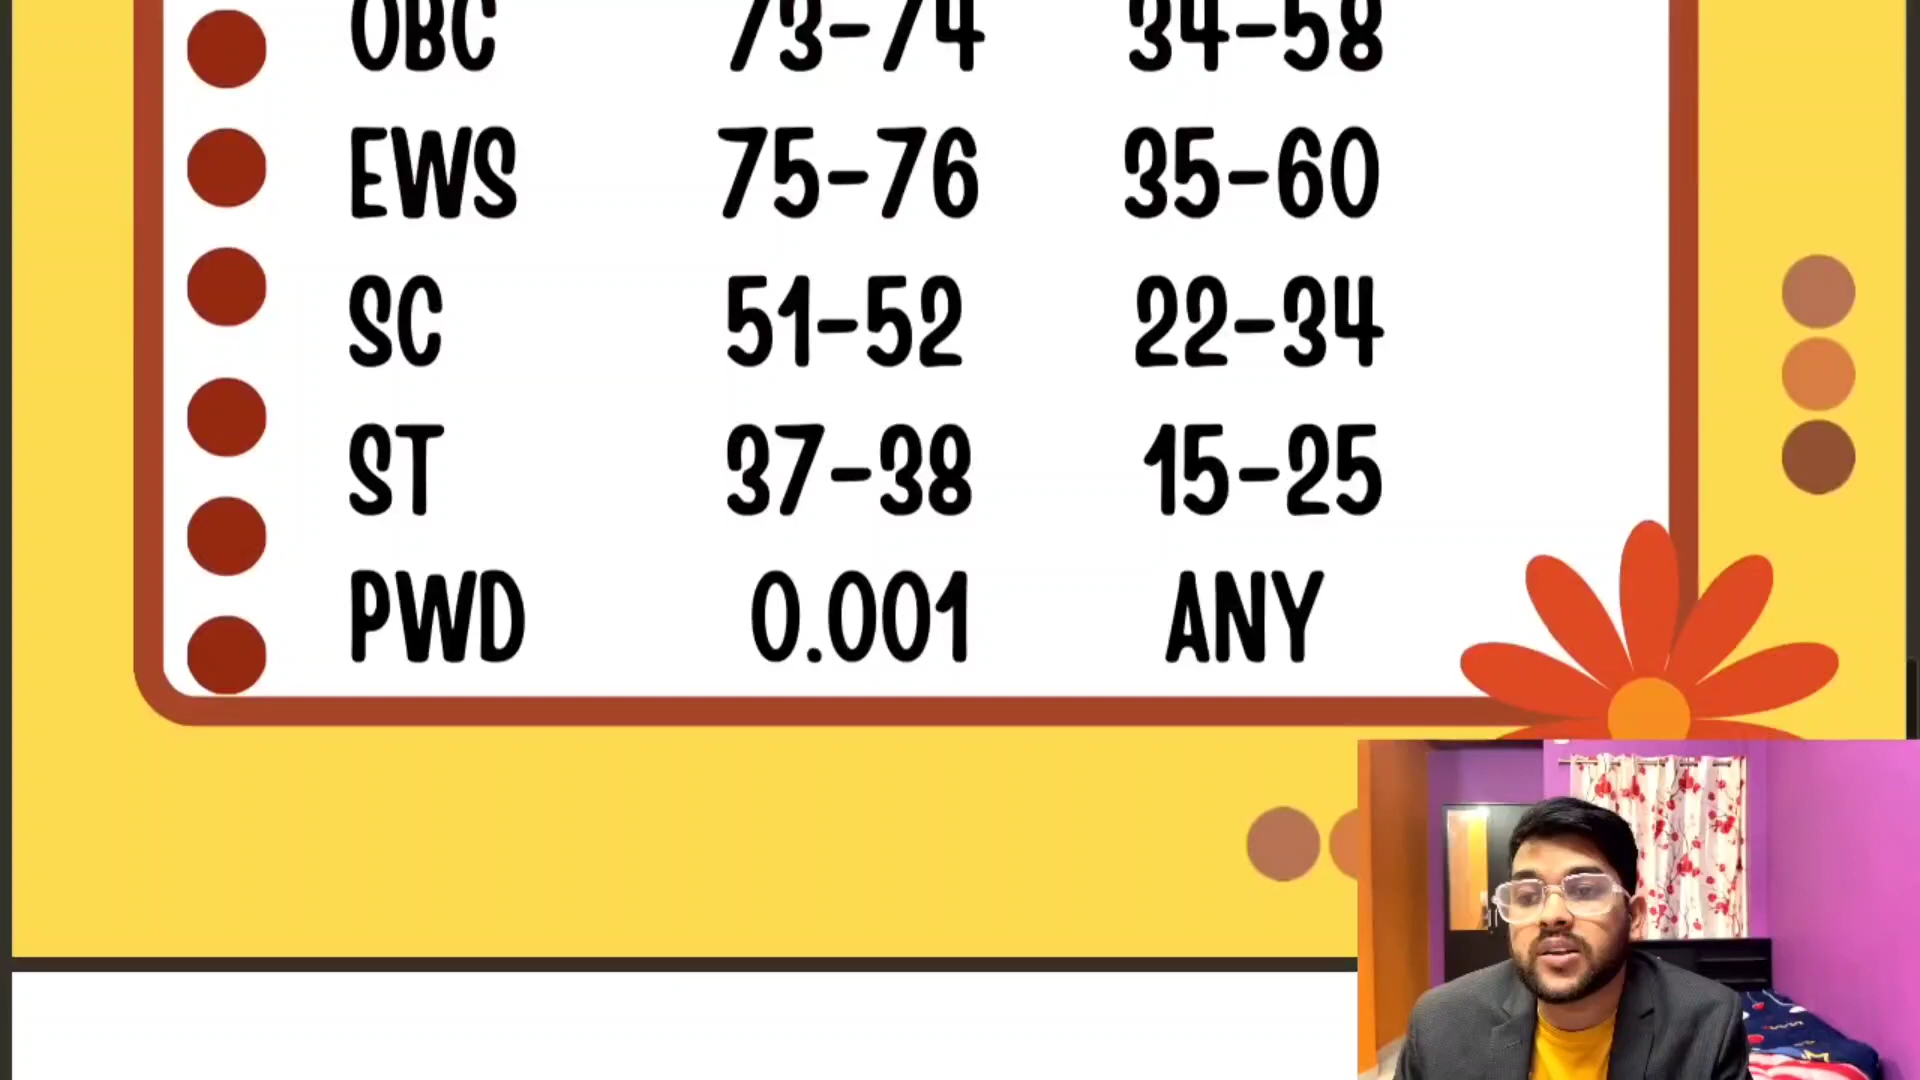 OBC 73-74 34-58
EWS 75-76 35-60
SC 51-52 22-34
ST 37-38 15-25
PWD 0.001 ANY